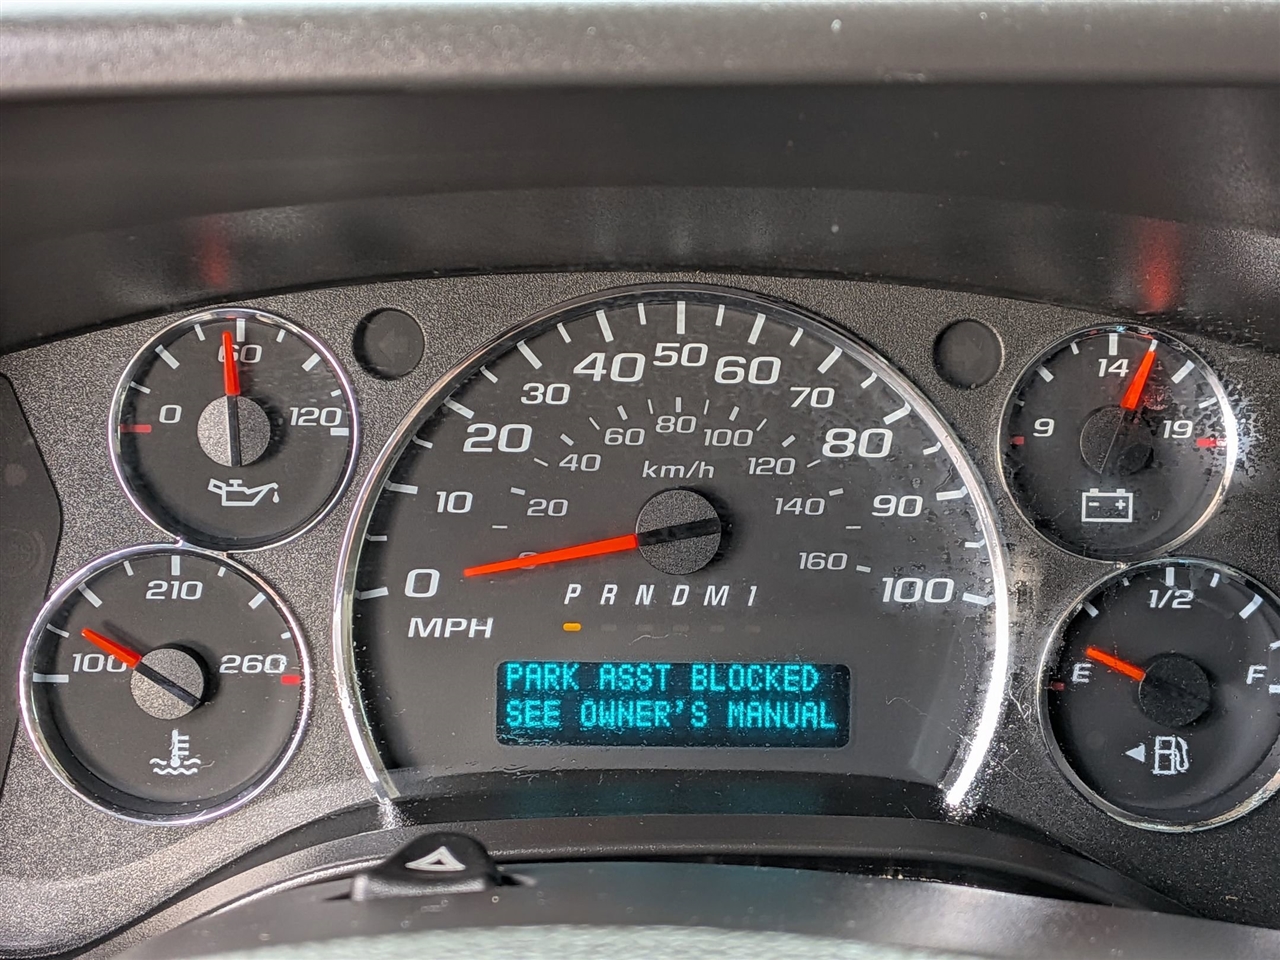 0 60 120
100 210 260
0 10 20 30 40 50 60 70 80 90 100
MPH
20 40 60 80 100 120 140 160
km/h
P R N D M 1
PARK ASST BLOCKED
SEE OWNER'S MANUAL
9 14 19
- +
E 1/2 F